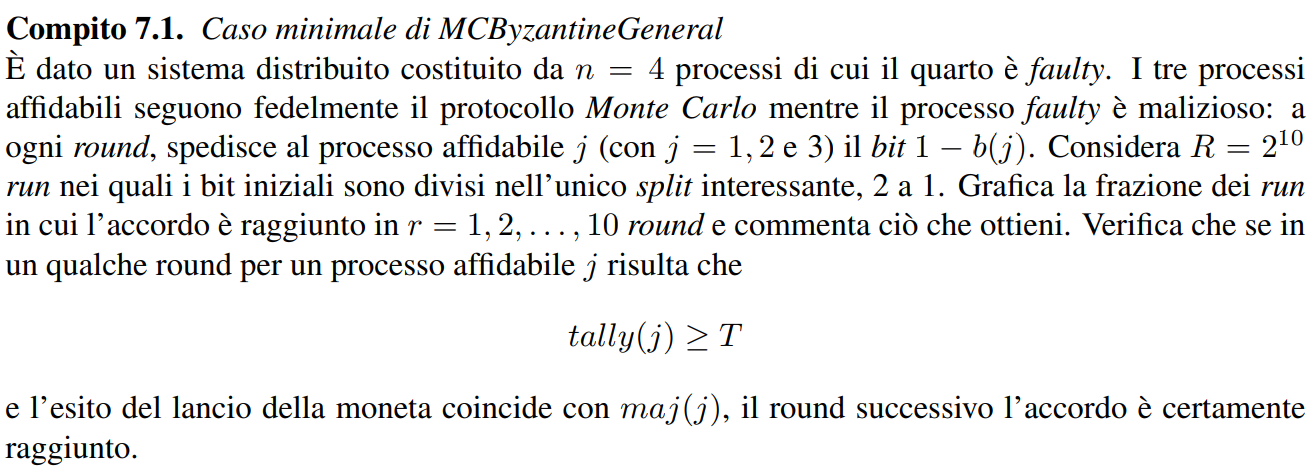 Compito 7.1. Caso minimale di MCByzantineGeneral
È dato un sistema distribuito costituito da n = 4 processi di cui il quarto è faulty. I tre processi
affidabili seguono fedelmente il protocollo Monte Carlo mentre il processo faulty è malizioso: a
ogni round, spedisce al processo affidabile j (con j = 1, 2 e 3) il bit 1 − b(j). Considera R = 2¹⁰
run nei quali i bit iniziali sono divisi nell'unico split interessante, 2 a 1. Grafica la frazione dei run
in cui l'accordo è raggiunto in r = 1, 2, . . . , 10 round e commenta ciò che ottieni. Verifica che se in
un qualche round per un processo affidabile j risulta che
tally(j) ≥ T
e l'esito del lancio della moneta coincide con maj(j), il round successivo l'accordo è certamente
raggiunto.